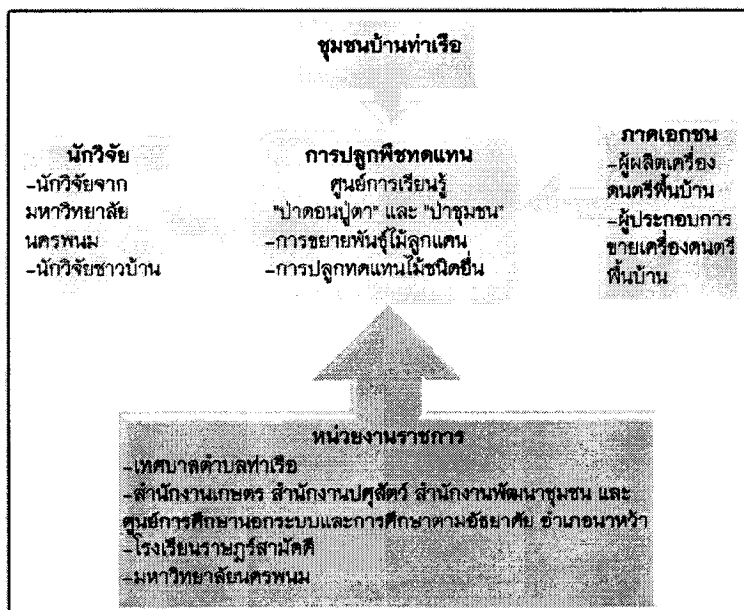 ชุมชนบ้านท่าเรือ
นักวิจัย
-นักวิจัยจาก
มหาวิทยาลัย
นครพนม
-นักวิจัยชาวบ้าน
การปลูกพืชทดแทน
ศูนย์การเรียนรู้
"ป่าดอนปู่ตา" และ "ป่าชุมชน"
-การขยายพันธุ์ไม้ลูกแคน
-การปลูกทดแทนไม้ชนิดอื่น
ภาคเอกชน
-ผู้ผลิตเครื่อง
ดนตรีพื้นบ้าน
-ผู้ประกอบการ
ขายเครื่องดนตรี
พื้นบ้าน
หน่วยงานราชการ
-เทศบาลตำบลท่าเรือ
-สำนักงานเกษตร สำนักงานปศุสัตว์ สำนักงานพัฒนาชุมชน และ
ศูนย์การศึกษานอกระบบและการศึกษาตามอัธยาศัย อำเภอนาหว้า
-โรงเรียนราษฎร์สามัคคี
-มหาวิทยาลัยนครพนม